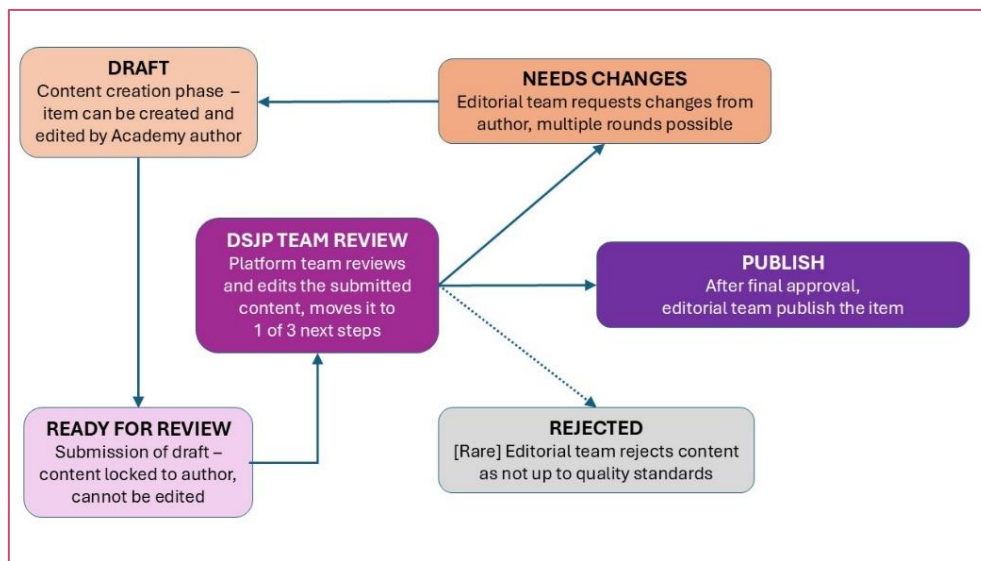 DRAFT
Content creation phase –
item can be created and
edited by Academy author
NEEDS CHANGES
Editorial team requests changes from
author, multiple rounds possible
DSJP TEAM REVIEW
Platform team reviews
and edits the submitted
content, moves it to
1 of 3 next steps
PUBLISH
After final approval,
editorial team publish the item
READY FOR REVIEW
Submission of draft –
content locked to author,
cannot be edited
REJECTED
[Rare] Editorial team rejects content
as not up to quality standards